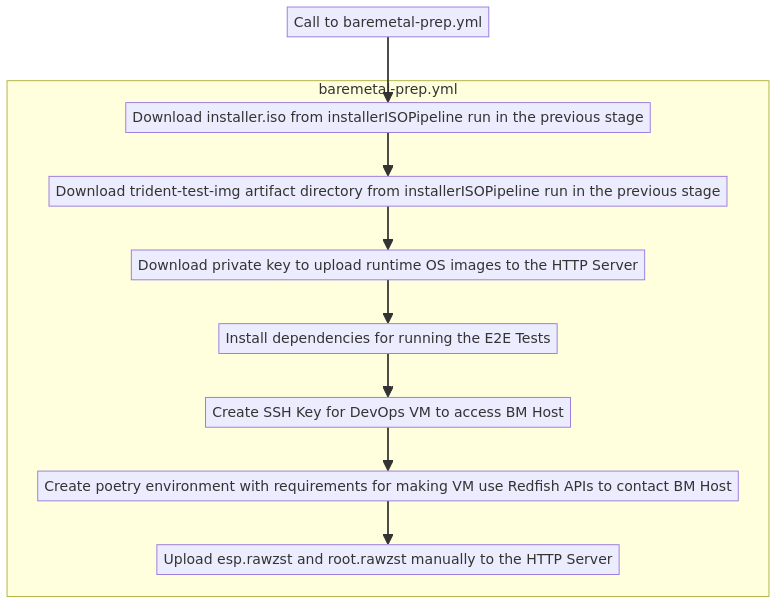 Call to baremetal-prep.yml
baremetal-prep.yml
Download installer.iso from installerISOPipeline run in the previous stage
Download trident-test-img artifact directory from installerISOPipeline run in the previous stage
Download private key to upload runtime OS images to the HTTP Server
Install dependencies for running the E2E Tests
Create SSH Key for DevOps VM to access BM Host
Create poetry environment with requirements for making VM use Redfish APIs to contact BM Host
Upload esp.rawzst and root.rawzst manually to the HTTP Server